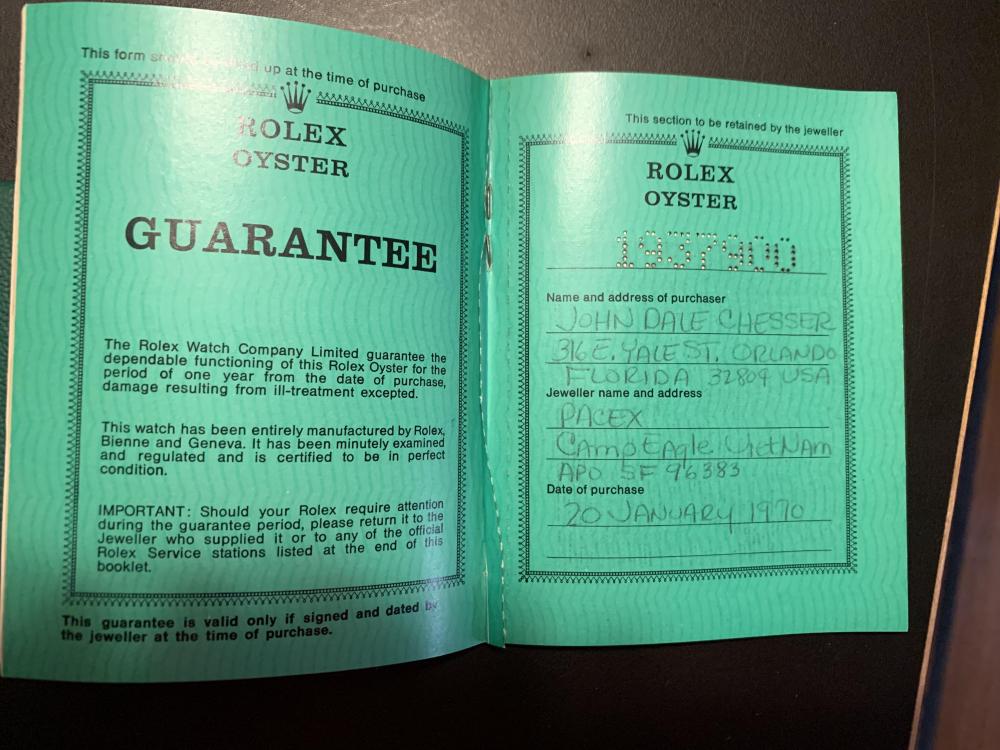 This form should be filled up at the time of purchase
ROLEX
OYSTER
GUARANTEE
The Rolex Watch Company Limited guarantee the
dependable functioning of this Rolex Oyster for the
period of one year from the date of purchase,
damage resulting from ill-treatment excepted.
This watch has been entirely manufactured by Rolex,
Bienne and Geneva. It has been minutely examined
and regulated and is certified to be in perfect
condition.
IMPORTANT: Should your Rolex require attention
during the guarantee period, please return it to the
Jeweller who supplied it or to any of the official
Rolex Service stations listed at the end of this
booklet.
This guarantee is valid only if signed and dated by
the jeweller at the time of purchase.
This section to be retained by the jeweller
ROLEX
OYSTER
1937900
Name and address of purchaser
JOHN DALE CHESSER
316 E. YALE ST. ORLANDO
FLORIDA 32804 USA
Jeweller name and address
PACEX
Camp Eagle VietNam
APO SF 96383
Date of purchase
20 JANUARY 1970